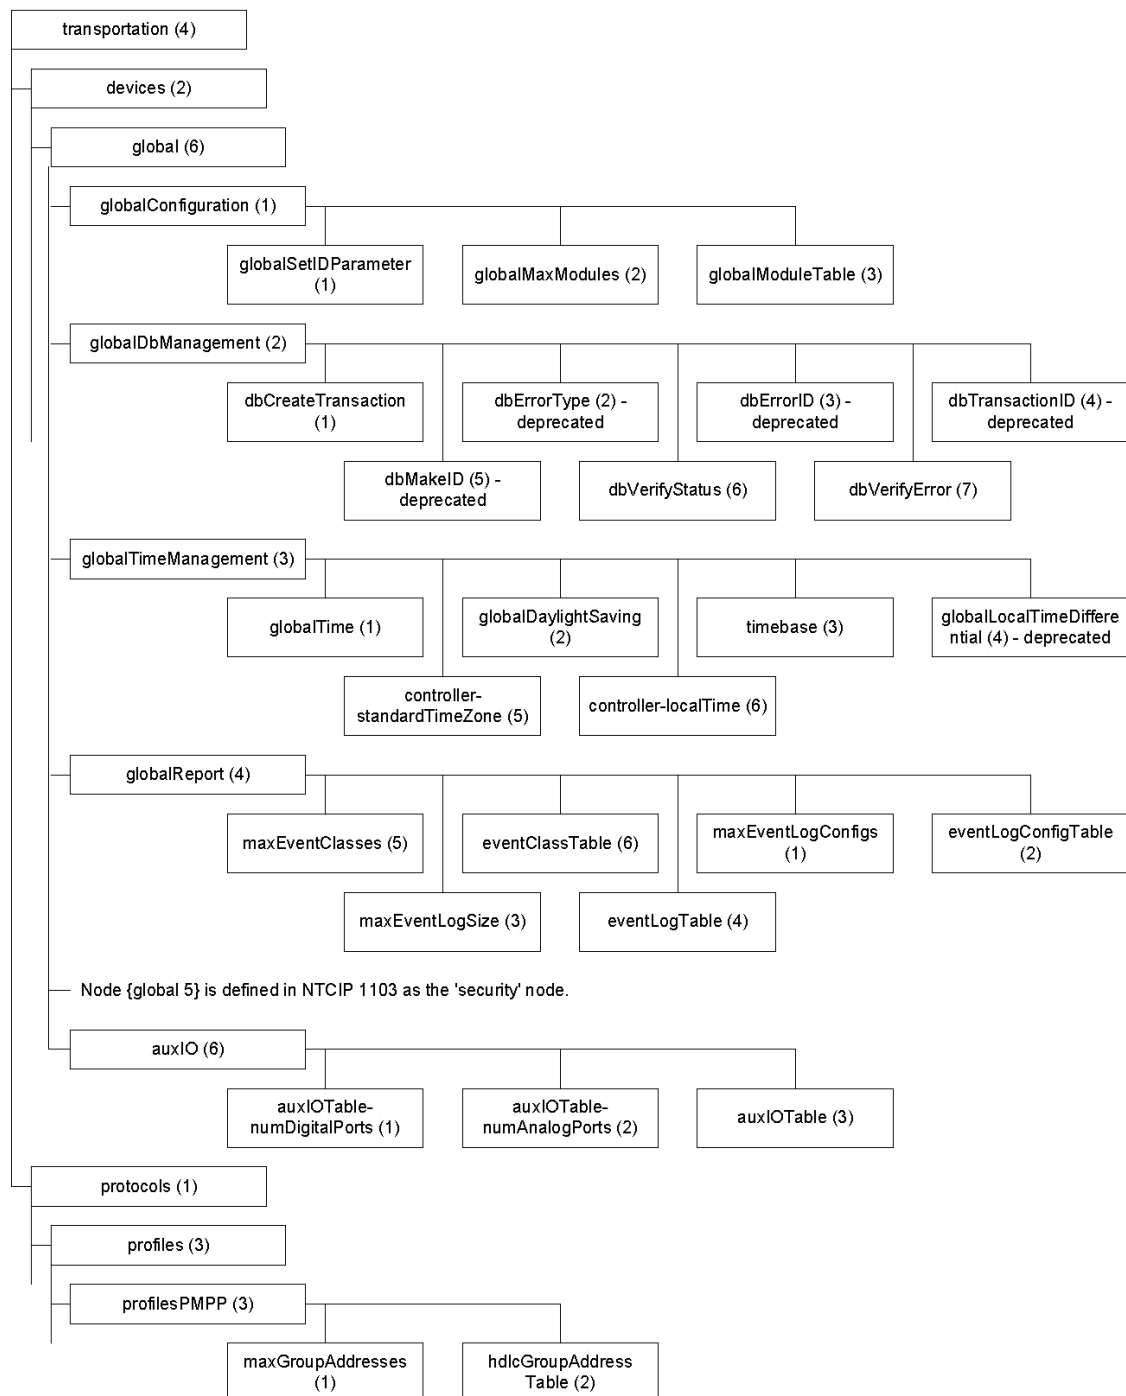 transportation (4)
devices (2)
global (6)
globalConfiguration (1)
globalSetIDParameter
(1)
globalMaxModules (2)
globalModuleTable (3)
globalDbManagement (2)
dbCreateTransaction
(1)
dbErrorType (2) -
deprecated
dbErrorID (3) -
deprecated
dbTransactionID (4) -
deprecated
dbMakeID (5) -
deprecated
dbVerifyStatus (6)
dbVerifyError (7)
globalTimeManagement (3)
globalTime (1)
globalDaylightSaving
(2)
timebase (3)
globalLocalTimeDiffere
ntial (4) - deprecated
controller-
standardTimeZone (5)
controller-localTime (6)
globalReport (4)
maxEventClasses (5)
eventClassTable (6)
maxEventLogConfigs
(1)
eventLogConfigTable
(2)
maxEventLogSize (3)
eventLogTable (4)
Node {global 5} is defined in NTCIP 1103 as the 'security' node.
auxIO (6)
auxIOTable-
numDigitalPorts (1)
auxIOTable-
numAnalogPorts (2)
auxIOTable (3)
protocols (1)
profiles (3)
profilesPMPP (3)
maxGroupAddresses
(1)
hdlcGroupAddress
Table (2)